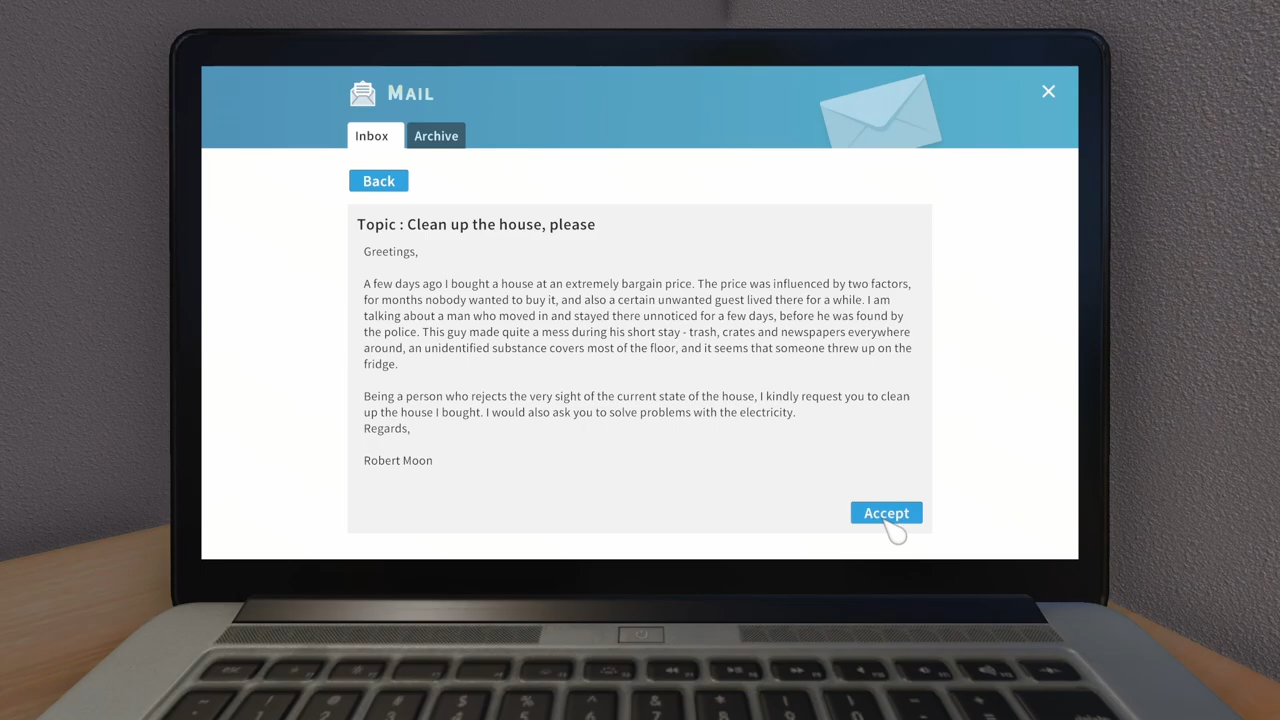 MAIL
Inbox
Archive
Back
Topic : Clean up the house, please
Greetings,
A few days ago I bought a house at an extremely bargain price. The price was influenced by two factors,
for months nobody wanted to buy it, and also a certain unwanted guest lived there for a while. I am
talking about a man who moved in and stayed there unnoticed for a few days, before he was found by
the police. This guy made quite a mess during his short stay - trash, crates and newspapers everywhere
around, an unidentified substance covers most of the floor, and it seems that someone threw up on the
fridge.
Being a person who rejects the very sight of the current state of the house, I kindly request you to clean
up the house I bought. I would also ask you to solve problems with the electricity.
Regards,
Robert Moon
Accept